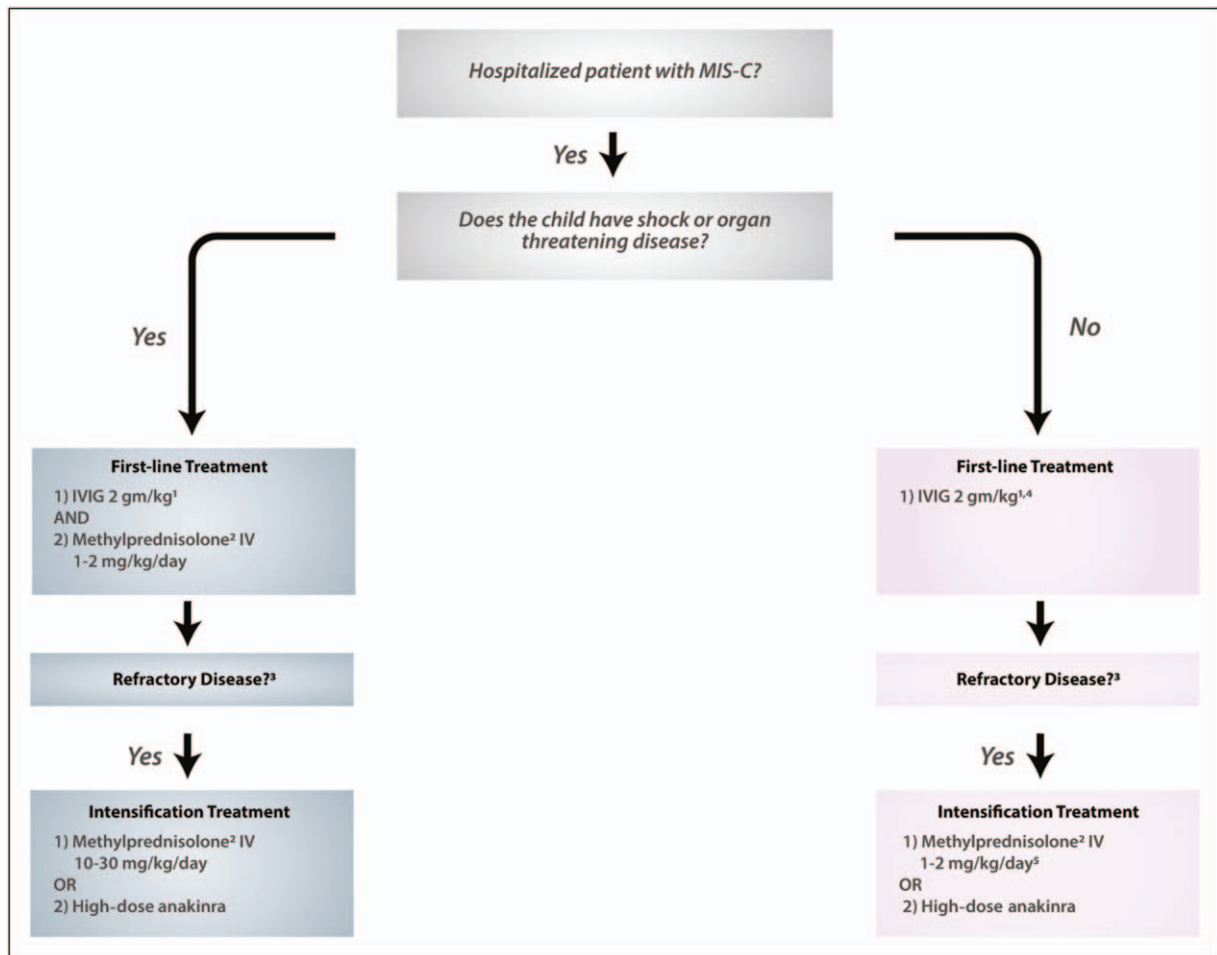 Hospitalized patient with MIS-C?
Yes
Does the child have shock or organ
threatening disease?
Yes
No
First-line Treatment
1) IVIG 2 gm/kg¹
AND
2) Methylprednisolone² IV
1-2 mg/kg/day
Refractory Disease?³
Yes
Intensification Treatment
1) Methylprednisolone² IV
10-30 mg/kg/day
OR
2) High-dose anakinra
First-line Treatment
1) IVIG 2 gm/kg¹,⁴
Refractory Disease?³
Yes
Intensification Treatment
1) Methylprednisolone² IV
1-2 mg/kg/day⁵
OR
2) High-dose anakinra